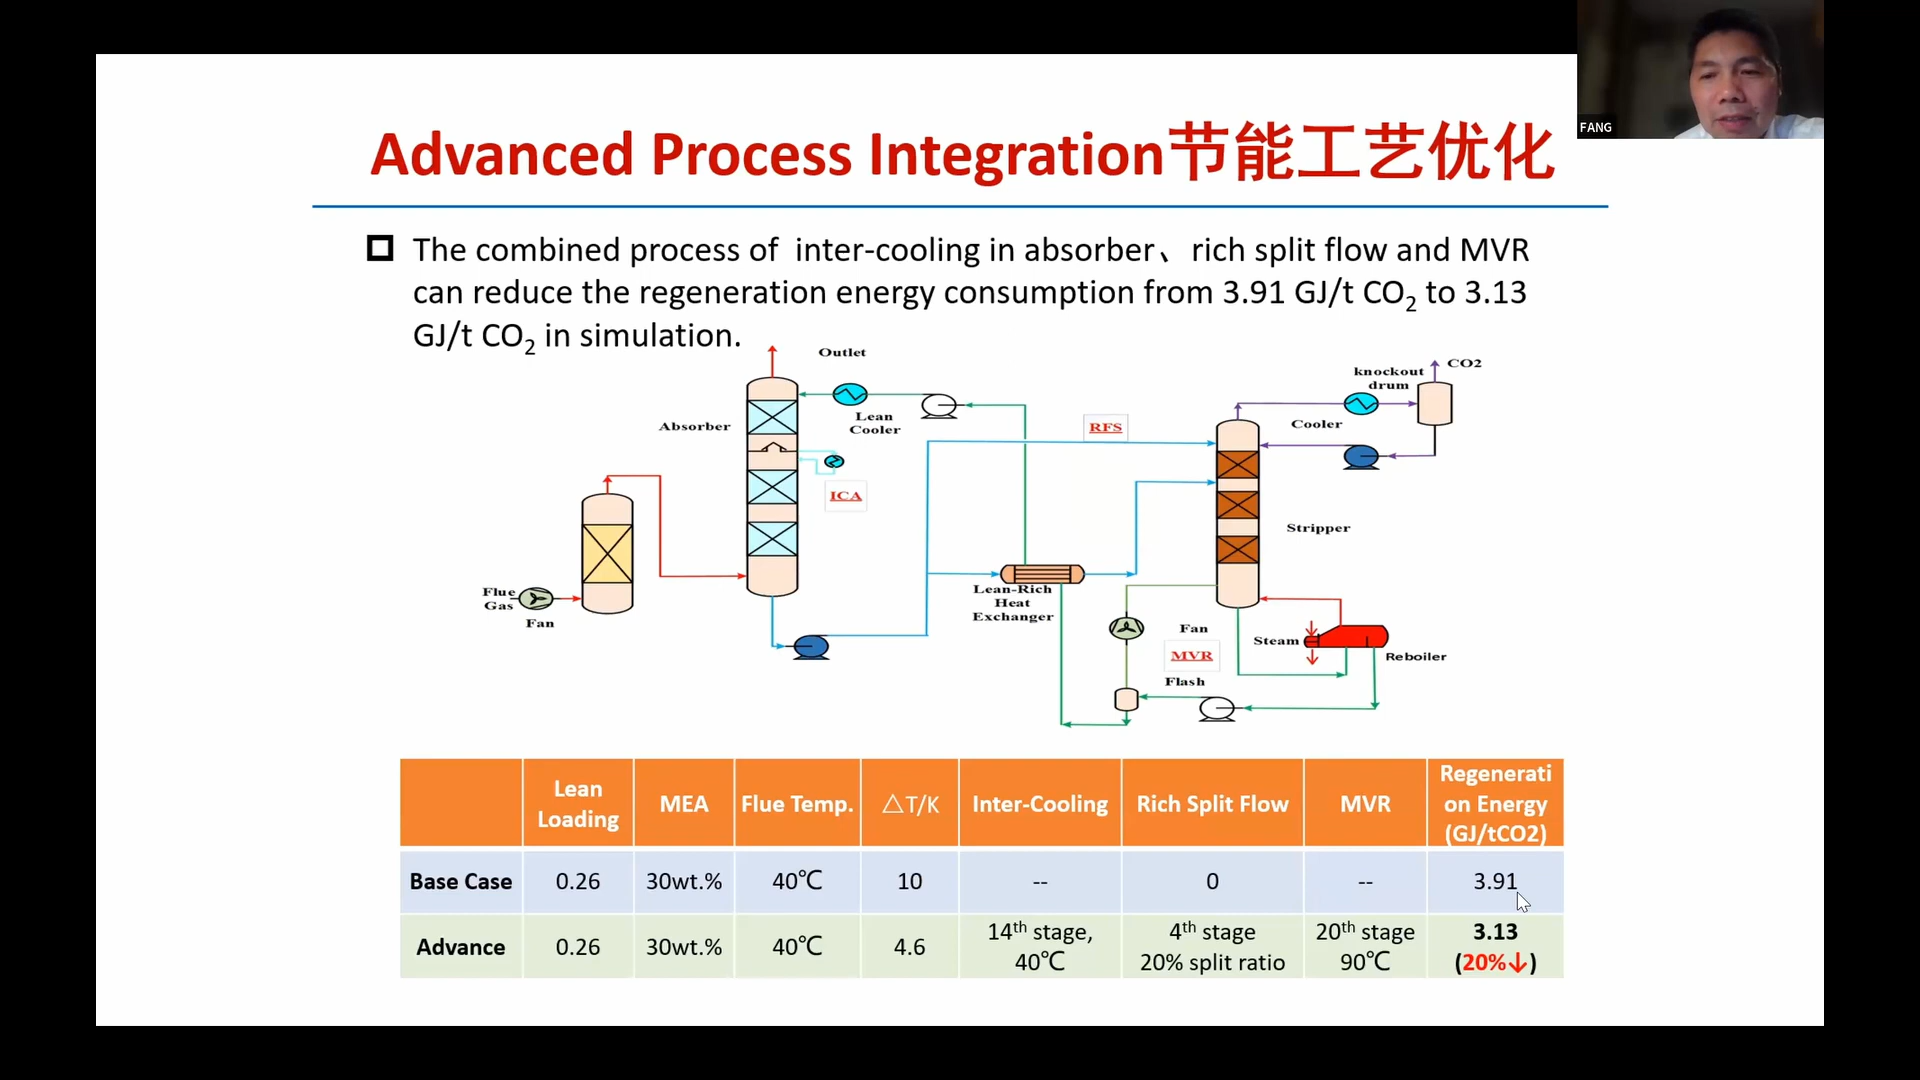 FANG
Advanced Process Integration节能工艺优化
The combined process of inter-cooling in absorber、rich split flow and MVR
can reduce the regeneration energy consumption from 3.91 GJ/t CO2 to 3.13
GJ/t CO2 in simulation.
Outlet
CO2
knockout
drum
Lean
Cooler
Absorber
RFS
Cooler
ICA
Stripper
Flue
Gas
Fan
Lean-Rich
Heat
Exchanger
Fan
MVR
Flash
Steam
Reboiler
Lean
Loading
MEA
Flue Temp.
△T/K
Inter-Cooling
Rich Split Flow
MVR
Regenerati
on Energy
(GJ/tCO2)
Base Case
0.26
30wt.%
40℃
10
--
0
--
3.91
Advance
0.26
30wt.%
40℃
4.6
14th stage,
40℃
4th stage
20% split ratio
20th stage
90℃
3.13
(20%↓)